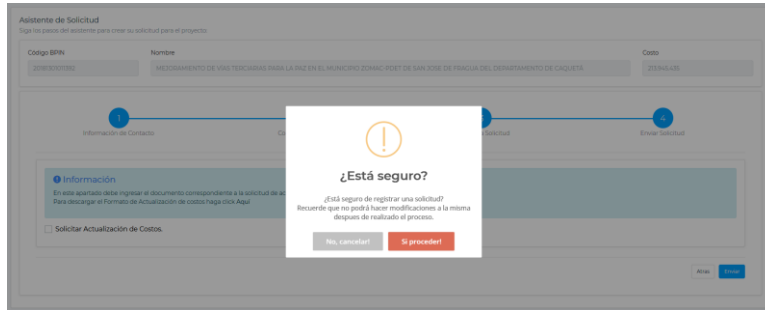 Asistente de Solicitud
Siga los pasos del asistente para crear su solicitud para el proyecto.
Código BPIN
Nombre
Costo
MEJORAMIENTO DE VÍAS TERCIARIAS PARA LA PAZ EN EL MUNICIPIO ZOMAC-PDET DE SAN JOSE DE FRAGUA DEL DEPARTAMENTO DE CAQUETÁ
1
4
Información de Contacto
Solicitud
Enviar Solicitud
Información
En este apartado debe ingresar el documento correspondiente a la solicitud de
Para descargar el Formato de Actualización de costos haga click Aquí
Solicitar Actualización de Costos.
¿Está seguro?
¿Está seguro de registrar una solicitud?
Recuerde que no podrá hacer modificaciones a la misma
despues de realizado el proceso.
No, cancelar!
Si proceder!
Atrás
Enviar